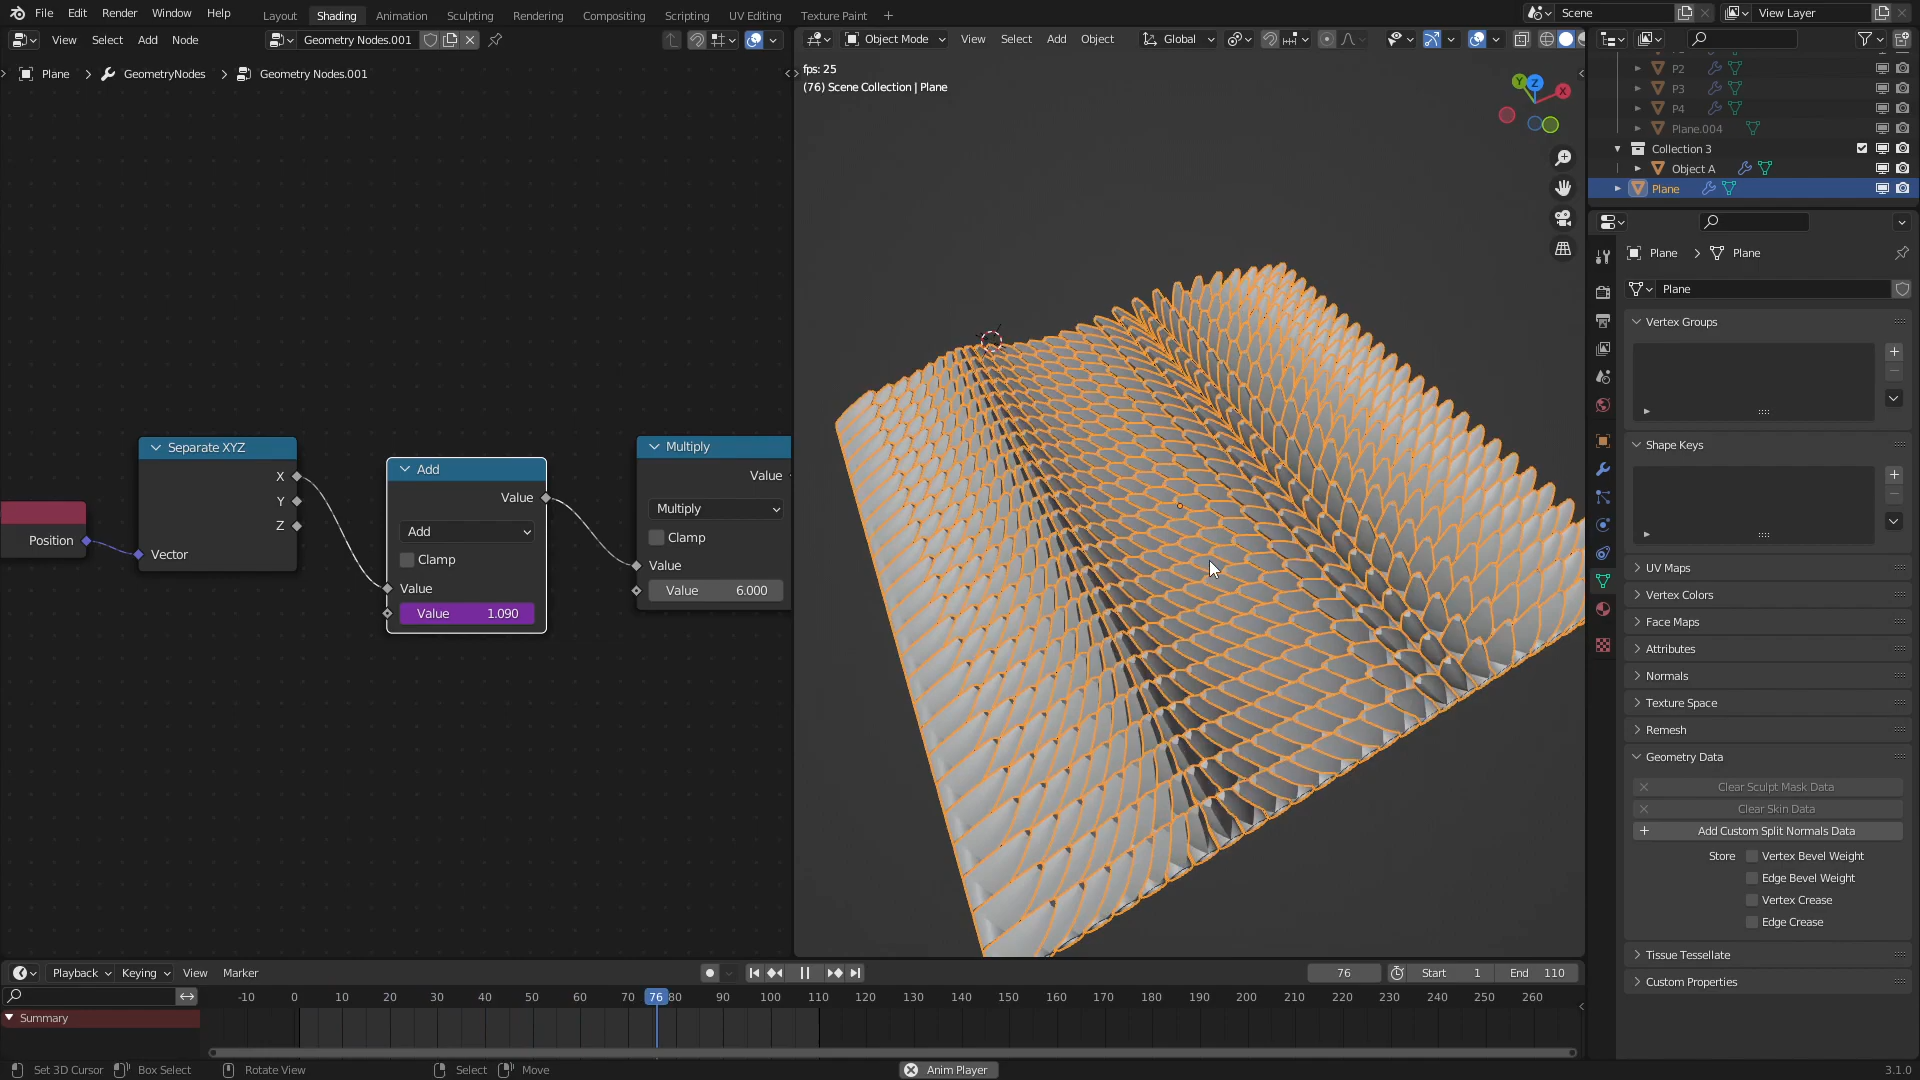 File Edit Render Window Help
Layout Shading Animation Sculpting Rendering Compositing Scripting UV Editing Texture Paint
Scene
View Layer
View Select Add Node
Geometry Nodes.001
Object Mode View Select Add Object
Global
Plane GeometryNodes Geometry Nodes.001
fps: 25
(76) Scene Collection | Plane
Y Z X
P2
P3
P4
Plane.004
Collection 3
Object A
Plane
Plane Plane
Plane
Vertex Groups
Shape Keys
UV Maps
Vertex Colors
Face Maps
Attributes
Normals
Texture Space
Remesh
Geometry Data
Clear Sculpt Mask Data
Clear Skin Data
Add Custom Split Normals Data
Store Vertex Bevel Weight
Edge Bevel Weight
Vertex Crease
Edge Crease
Tissue Tessellate
Custom Properties
Position
Separate XYZ
X
Y
Z
Vector
Add
Value
Add
Clamp
Value
Value 1.090
Multiply
Value
Multiply
Clamp
Value
Value 6.000
Playback Keying View Marker
76 Start 1 End 110
-10 0 10 20 30 40 50 60 70 76 80 90 100 110 120 130 140 150 160 170 180 190 200 210 220 230 240 250 260
Summary
Set 3D Cursor Box Select Rotate View Select Move Anim Player 3.1.0